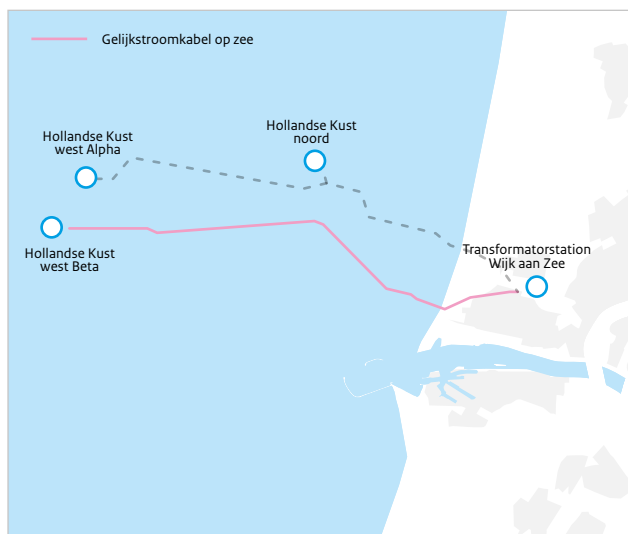 Gelijkstroomkabel op zee
Hollandse Kust
noord
Hollandse Kust
west Alpha
Hollandse Kust
west Beta
Transformatorstation
Wijk aan Zee